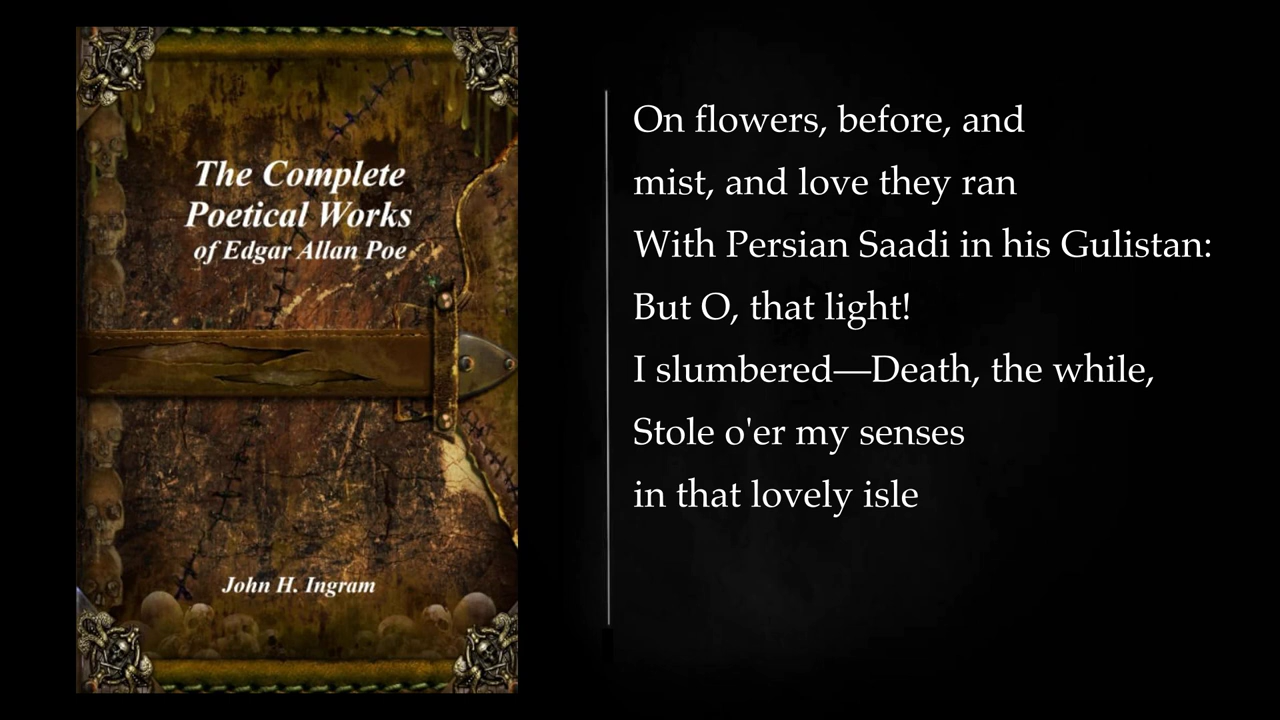 The Complete
Poetical Works
of Edgar Allan Poe
John H. Ingram
On flowers, before, and
mist, and love they ran
With Persian Saadi in his Gulistan:
But O, that light!
I slumbered—Death, the while,
Stole o'er my senses
in that lovely isle